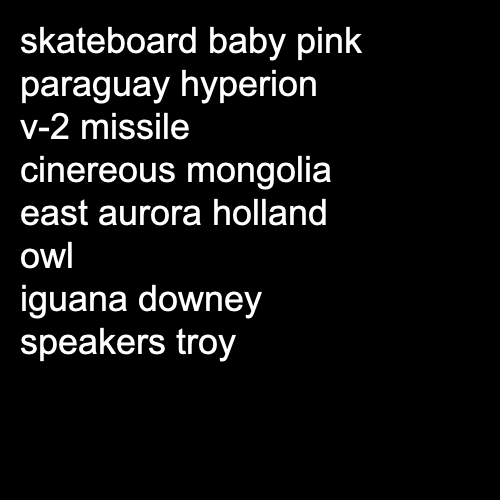 skateboard baby pink
paraguay hyperion
v-2 missile
cinereous mongolia
east aurora holland
owl
iguana downey
speakers troy